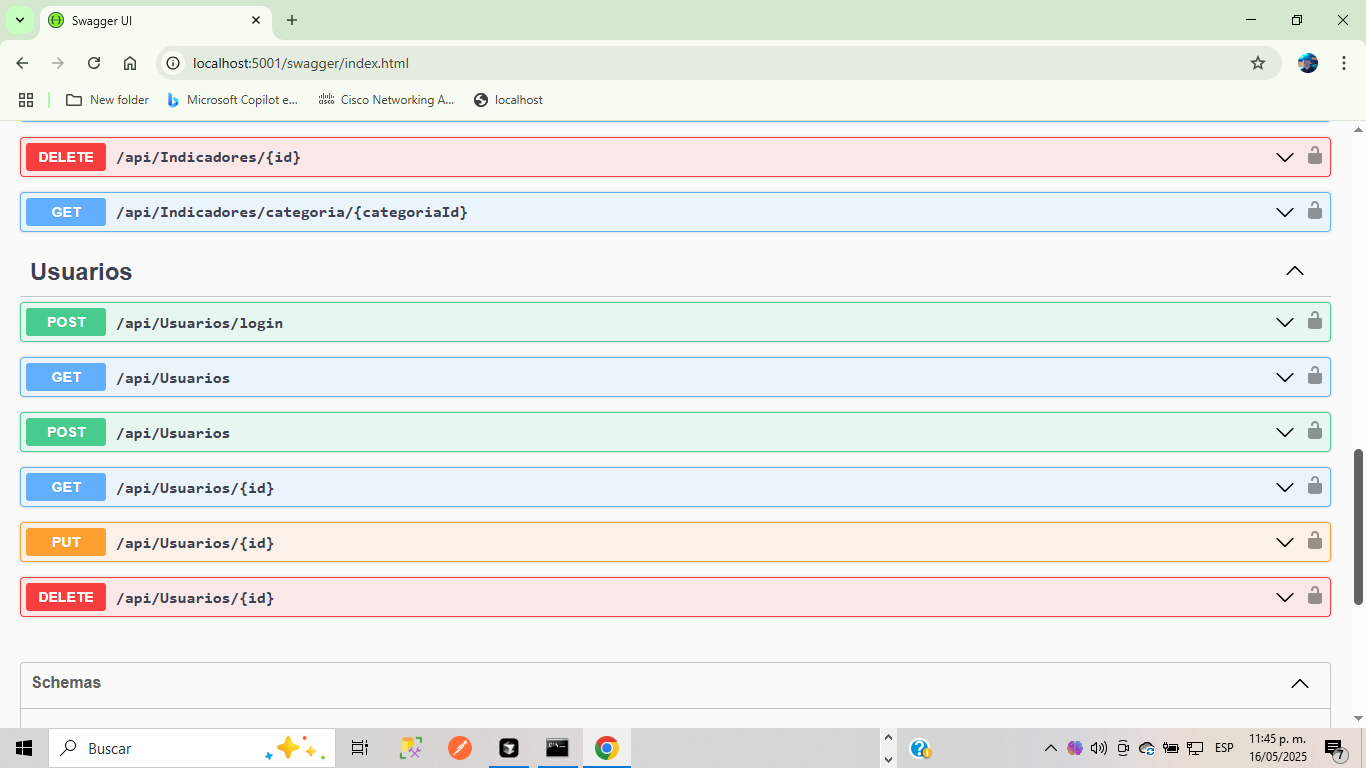 Swagger UI
localhost:5001/swagger/index.html
New folder
Microsoft Copilot e...
Cisco Networking A...
localhost
DELETE /api/Indicadores/{id}
GET /api/Indicadores/categoria/{categoriaId}
Usuarios
POST /api/Usuarios/login
GET /api/Usuarios
POST /api/Usuarios
GET /api/Usuarios/{id}
PUT /api/Usuarios/{id}
DELETE /api/Usuarios/{id}
Schemas
Buscar
ESP
11:45 p. m.
16/05/2025
7